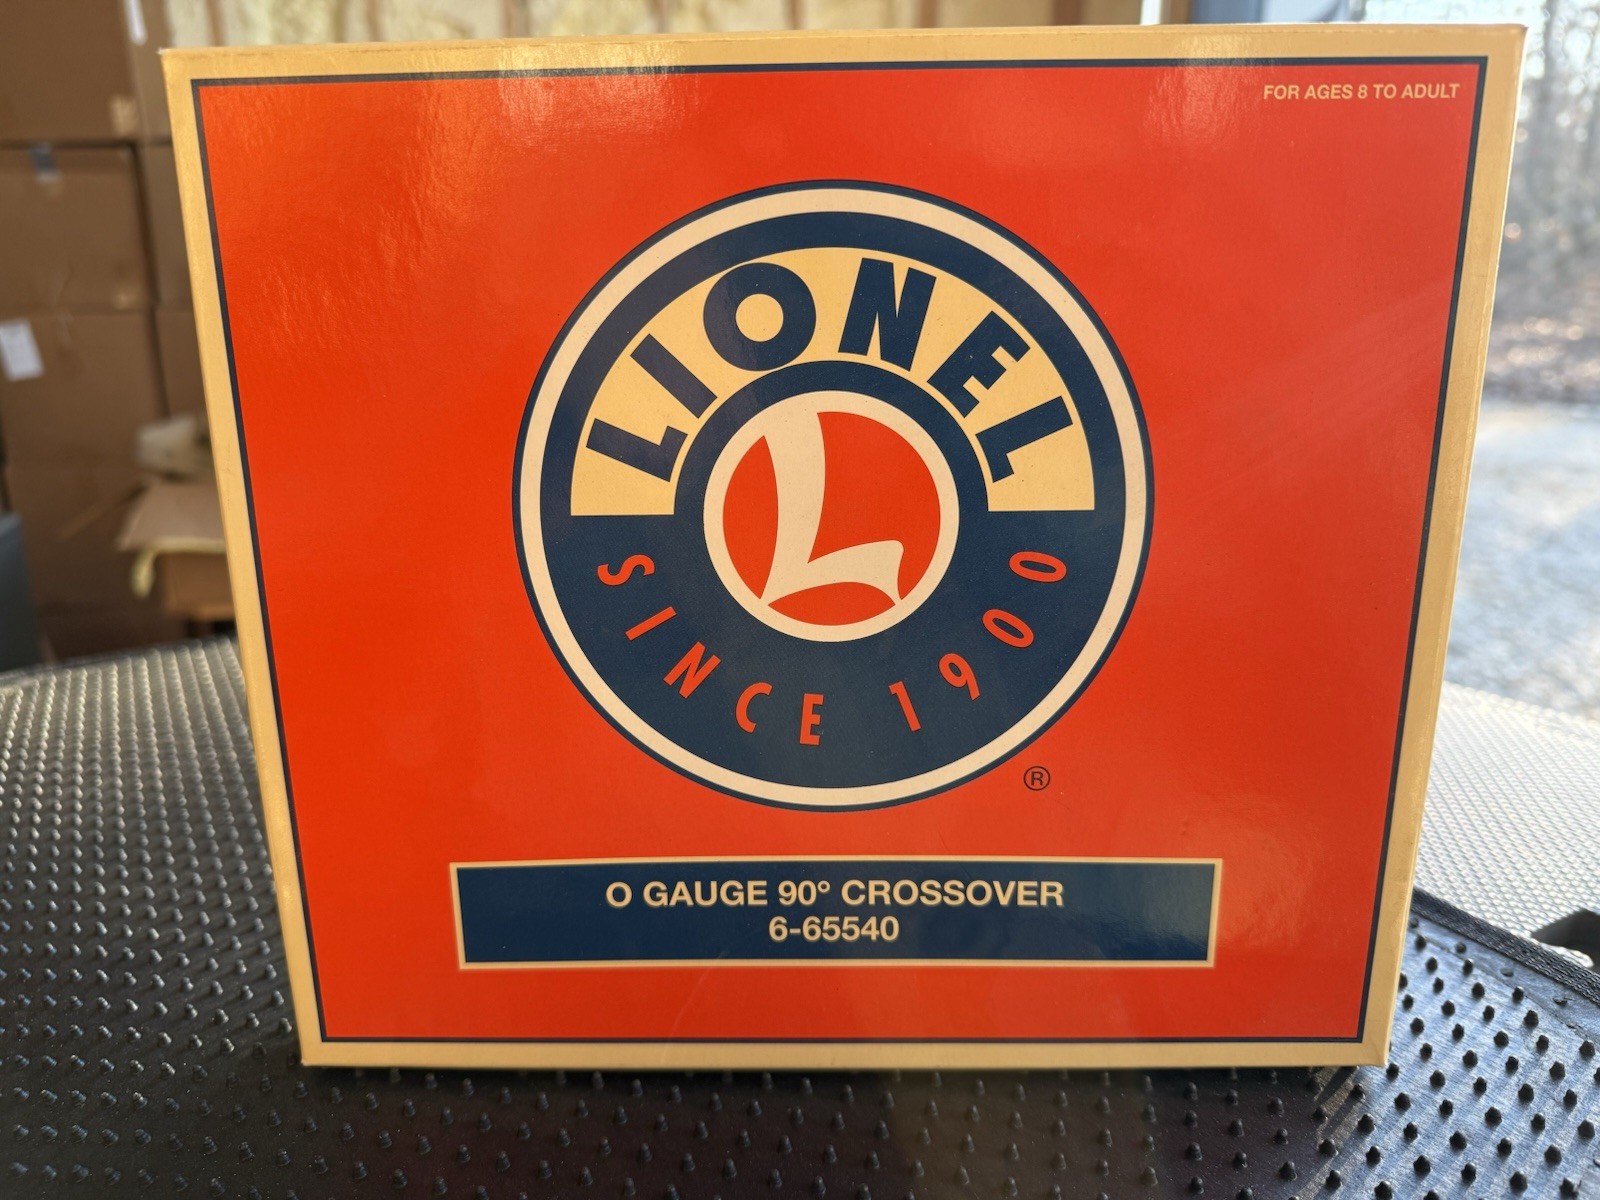 FOR AGES 8 TO ADULT
LIONEL
L
SINCE 1900
®
O GAUGE 90° CROSSOVER
6-65540